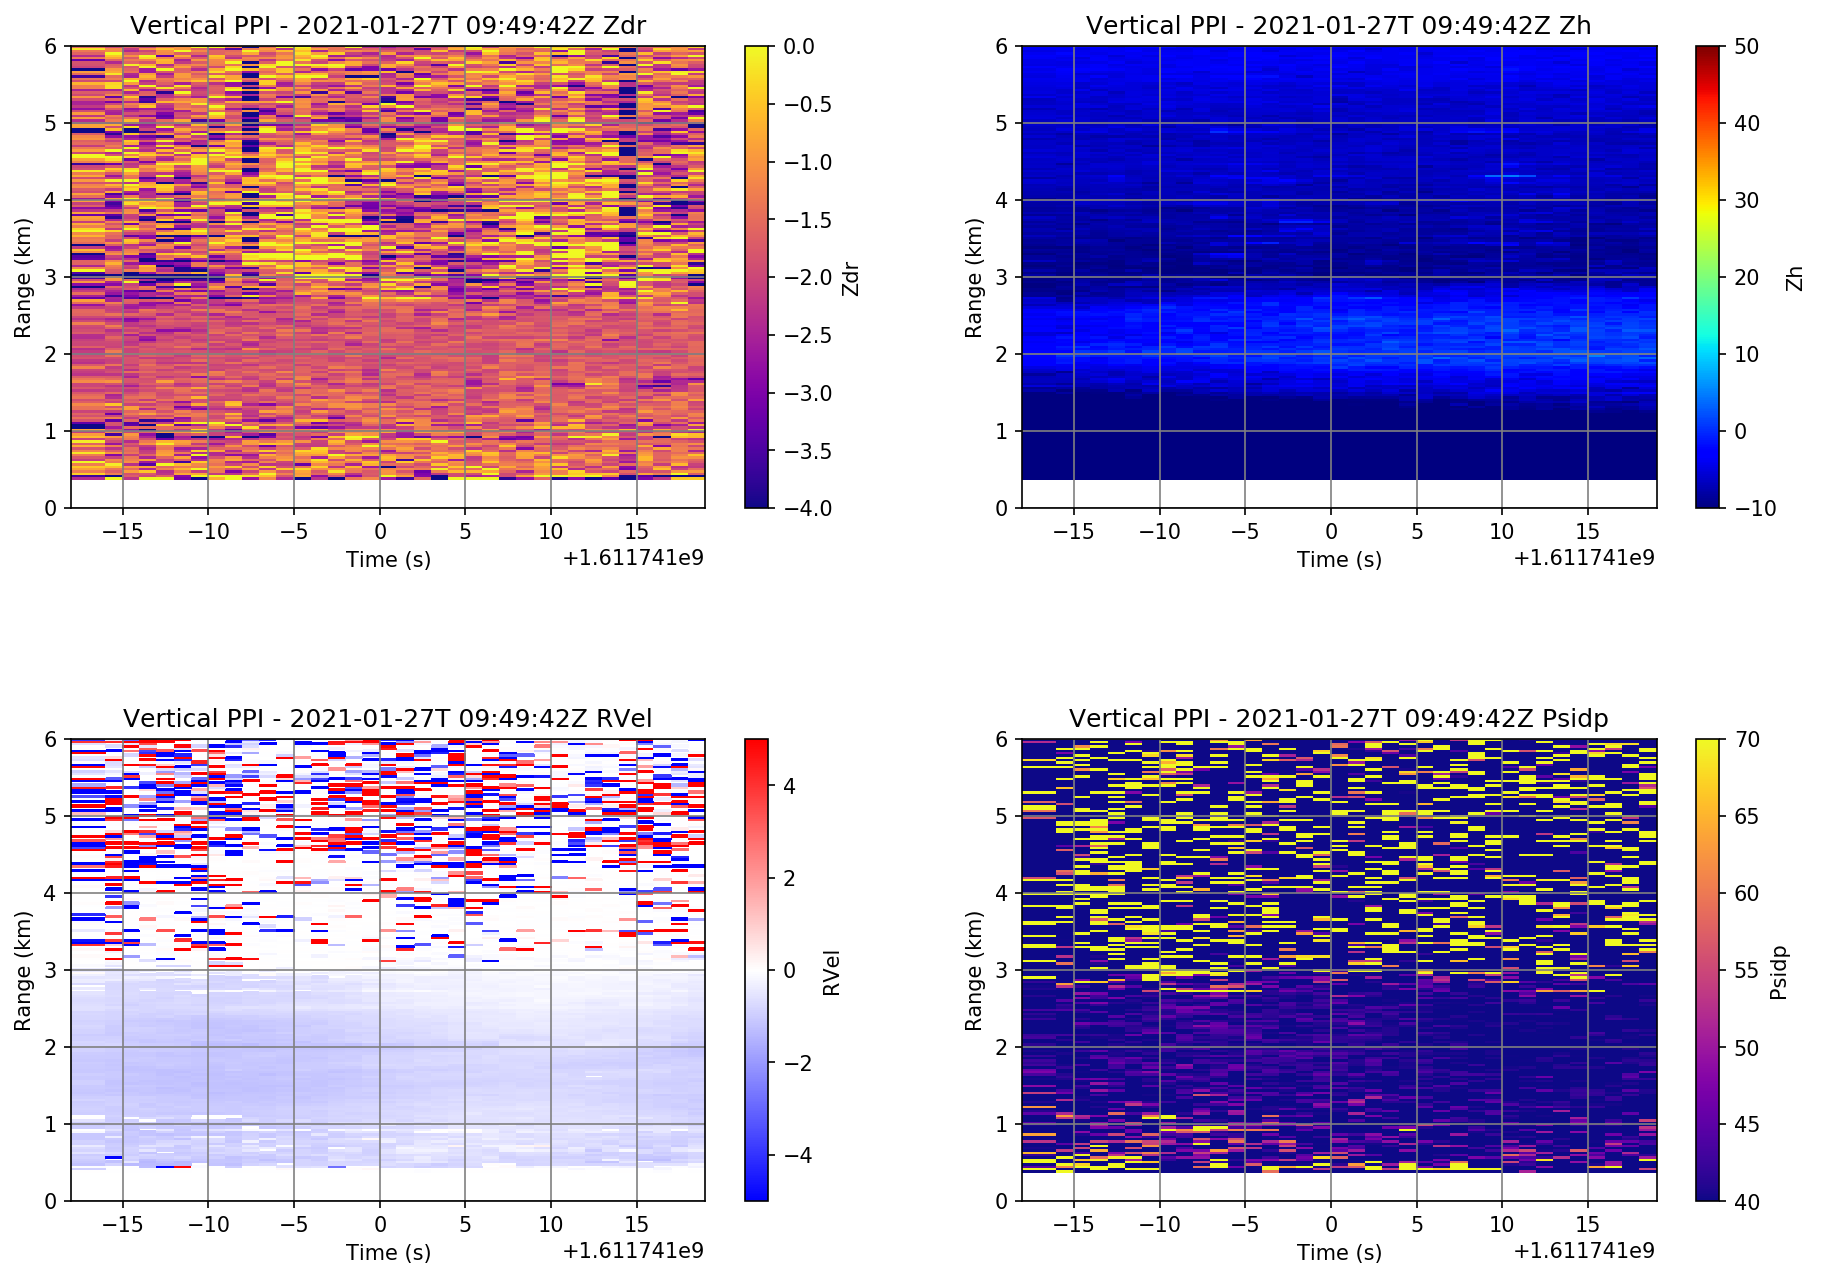 Vertical PPI - 2021-01-27T 09:49:42Z Zdr
6
5
4
3
2
1
0
Range (km)
−15 −10 −5 0 5 10 15
Time (s)
+1.611741e9
0.0
−0.5
−1.0
−1.5
−2.0
−2.5
−3.0
−3.5
−4.0
Zdr
Vertical PPI - 2021-01-27T 09:49:42Z Zh
6
5
4
3
2
1
0
Range (km)
−15 −10 −5 0 5 10 15
Time (s)
+1.611741e9
50
40
30
20
10
0
−10
Zh
Vertical PPI - 2021-01-27T 09:49:42Z RVel
6
5
4
3
2
1
0
Range (km)
−15 −10 −5 0 5 10 15
Time (s)
+1.611741e9
4
2
0
−2
−4
RVel
Vertical PPI - 2021-01-27T 09:49:42Z Psidp
6
5
4
3
2
1
0
Range (km)
−15 −10 −5 0 5 10 15
Time (s)
+1.611741e9
70
65
60
55
50
45
40
Psidp